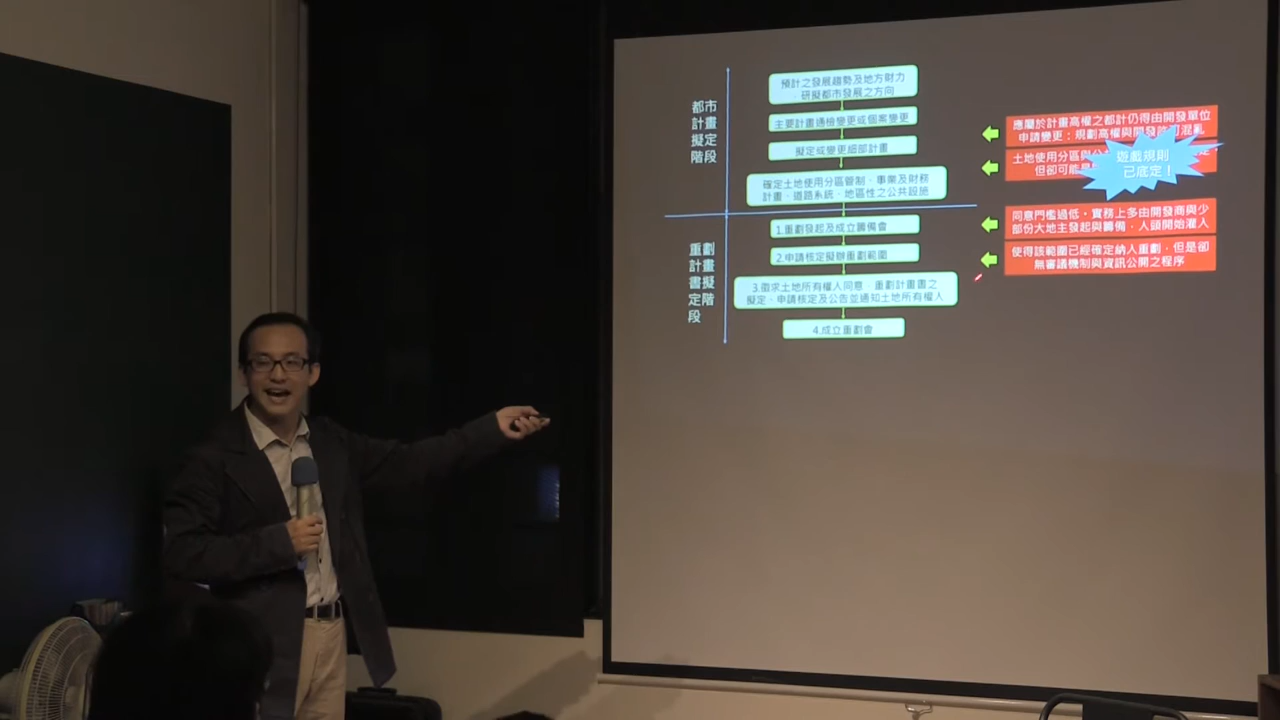 都市
計畫
擬定
階段
預計之發展趨勢及地方財力
研擬都市發展之方向
主要計畫通檢變更或個案變更
擬定或變更細部計畫
確定土地使用分區管制、事業及財務
計畫、道路系統、地區性之公共設施
應屬於計畫高權之都計仍得由開發單位
申請變更：規劃高權與開發許可混亂
土地使用分區與公
但卻可能
遊戲規則
已底定！
重劃
計畫
書擬
定階
段
1.重劃發起及成立籌備會
2.申請核定擬辦重劃範圍
3.徵求土地所有權人同意、重劃計畫書之
擬定、申請核定及公告並通知土地所有權人
4.成立重劃會
同意門檻過低，實務上多由開發商與少
部份大地主發起與籌備，人頭開始灌入
使得該範圍已經確定納入重劃，但是卻
無審議機制與資訊公開之程序